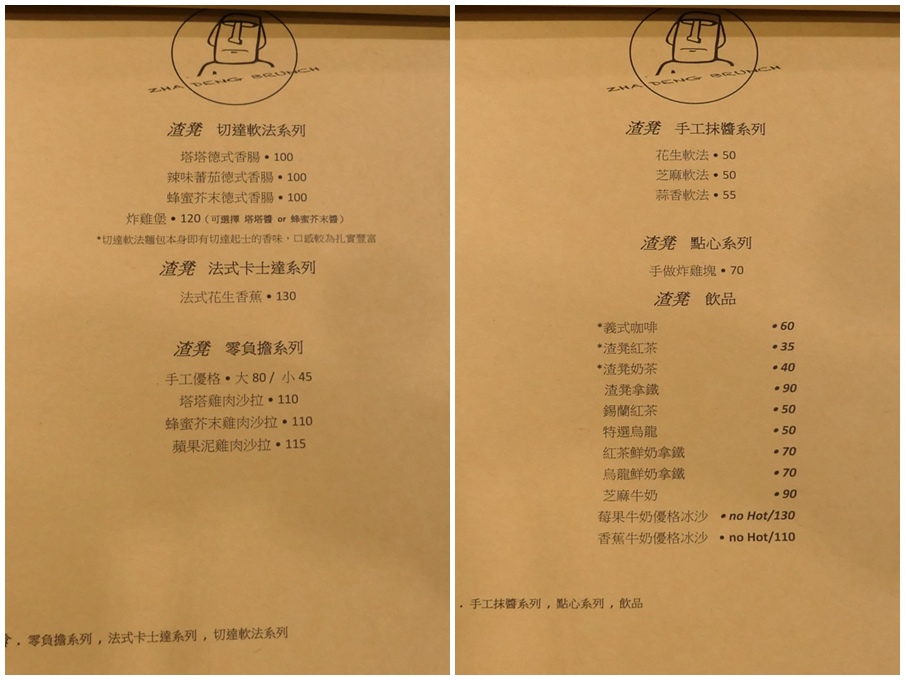 ZHA DENG BRUNCH
渣凳 切達軟法系列
塔塔德式香腸 • 100
辣味蕃茄德式香腸 • 100
蜂蜜芥末德式香腸 • 100
炸雞堡 • 120 (可選擇 塔塔醬 or 蜂蜜芥末醬)
*切達軟法麵包本身即有切達起士的香味，口感較為扎實豐富
渣凳 法式卡士達系列
法式花生香蕉 • 130
渣凳 零負擔系列
手工優格 • 大 80 / 小 45
塔塔雞肉沙拉 • 110
蜂蜜芥末雞肉沙拉 • 110
蘋果泥雞肉沙拉 • 115
. 零負擔系列 , 法式卡士達系列 , 切達軟法系列
ZHA DENG BRUNCH
渣凳 手工抹醬系列
花生軟法 • 50
芝麻軟法 • 50
蒜香軟法 • 55
渣凳 點心系列
手做炸雞塊 • 70
渣凳 飲品
*義式咖啡 • 60
*渣凳紅茶 • 35
*渣凳奶茶 • 40
渣凳拿鐵 • 90
錫蘭紅茶 • 50
特選烏龍 • 50
紅茶鮮奶拿鐵 • 70
烏龍鮮奶拿鐵 • 70
芝麻牛奶 • 90
莓果牛奶優格冰沙 • no Hot/130
香蕉牛奶優格冰沙 • no Hot/110
. 手工抹醬系列 , 點心系列 , 飲品